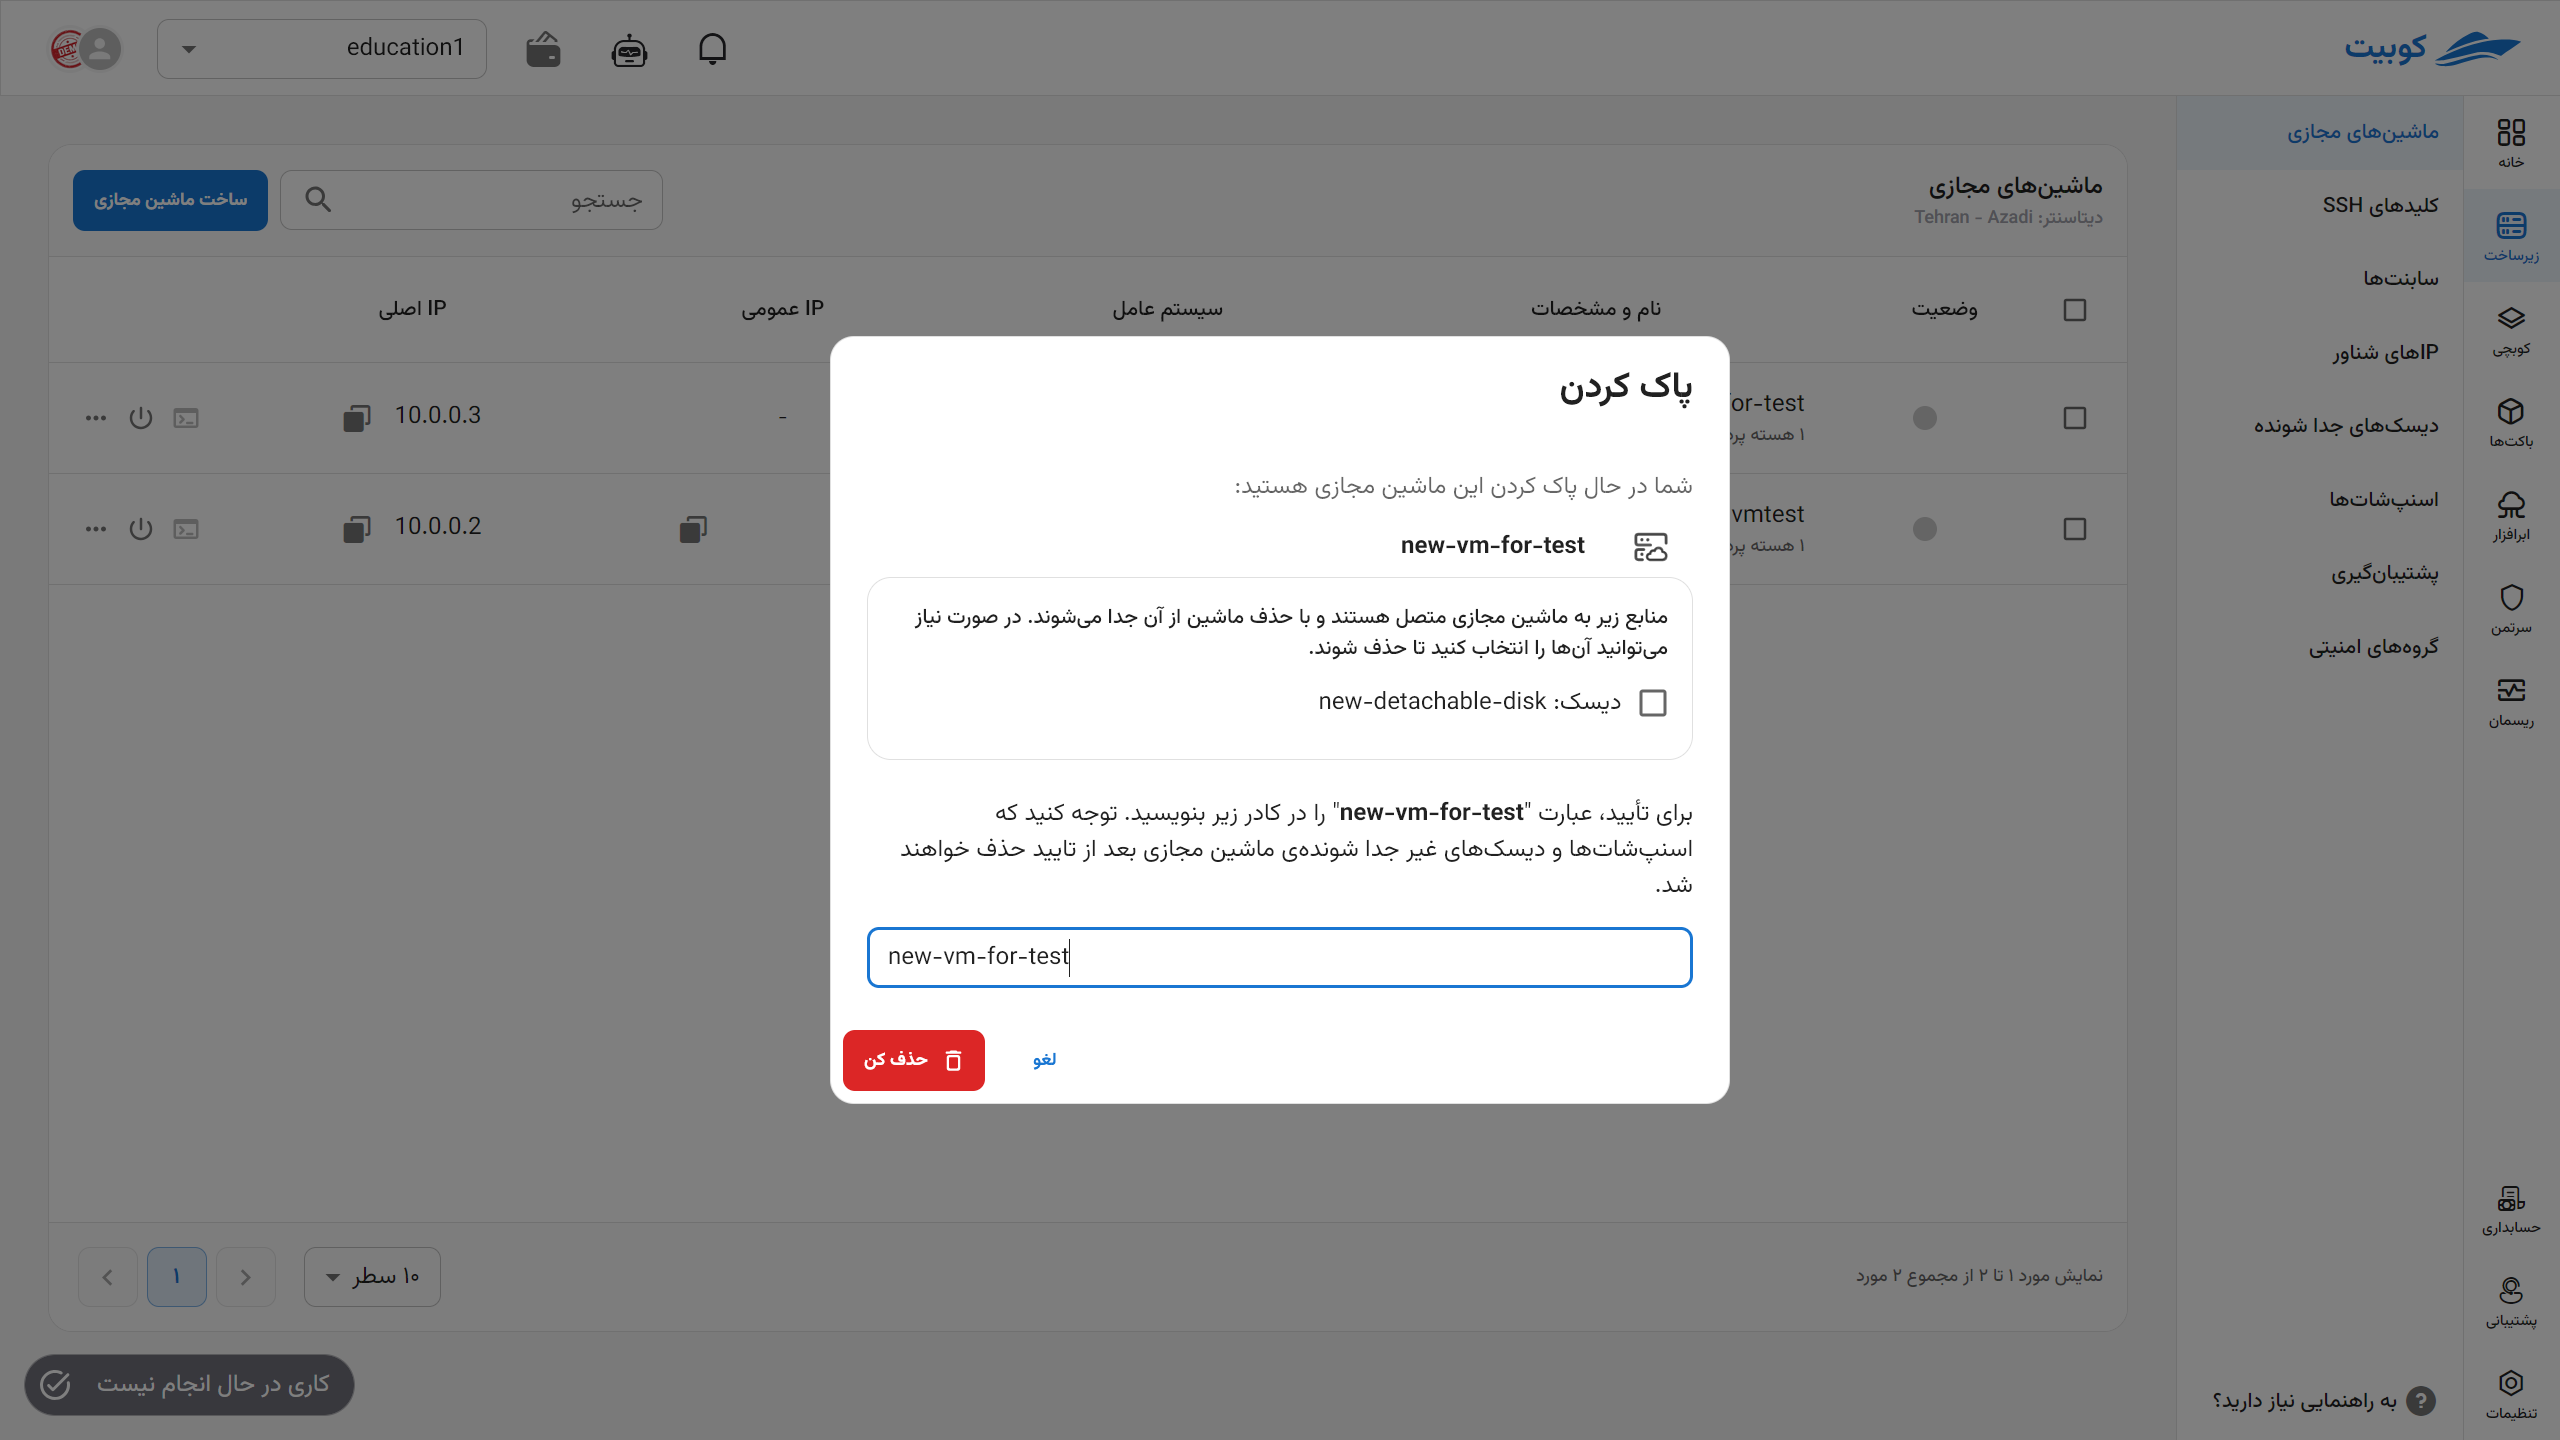 کوبیت
education1
خانه
زیرساخت
کوبچی
باکت‌ها
ابرافزار
سرتمن
ریسمان
حسابداری
پشتیبانی
تنظیمات
ماشین‌های مجازی
کلیدهای SSH
سابنت‌ها
IPهای شناور
دیسک‌های جدا شونده
اسنپ‌شات‌ها
پشتیبان‌گیری
گروه‌های امنیتی
به راهنمایی نیاز دارید؟
ماشین‌های مجازی
دیتاسنتر: Tehran - Azadi
جستجو
ساخت ماشین مجازی
وضعیت
نام و مشخصات
سیستم عامل
IP عمومی
IP اصلی
or-test
۱ هسته
-
10.0.0.3
vmtest
۱ هسته
10.0.0.2
پاک کردن
شما در حال پاک کردن این ماشین مجازی هستید:
new-vm-for-test
منابع زیر به ماشین مجازی متصل هستند و با حذف ماشین از آن جدا می‌شوند. در صورت نیاز
می‌توانید آن‌ها را انتخاب کنید تا حذف شوند.
دیسک: new-detachable-disk
برای تأیید، عبارت "new-vm-for-test" را در کادر زیر بنویسید. توجه کنید که
اسنپ‌شات‌ها و دیسک‌های غیر جدا شونده‌ی ماشین مجازی بعد از تایید حذف خواهند
شد.
new-vm-for-test
لغو
حذف کن
نمایش مورد ۱ تا ۲ از مجموع ۲ مورد
۱۰ سطر
۱
کاری در حال انجام نیست